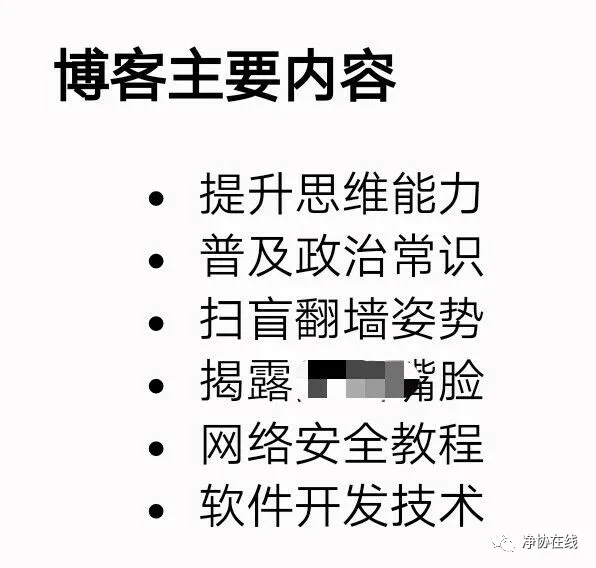 博客主要内容
• 提升思维能力
• 普及政治常识
• 扫盲翻墙姿势
• 揭露嘴脸
• 网络安全教程
• 软件开发技术
净协在线